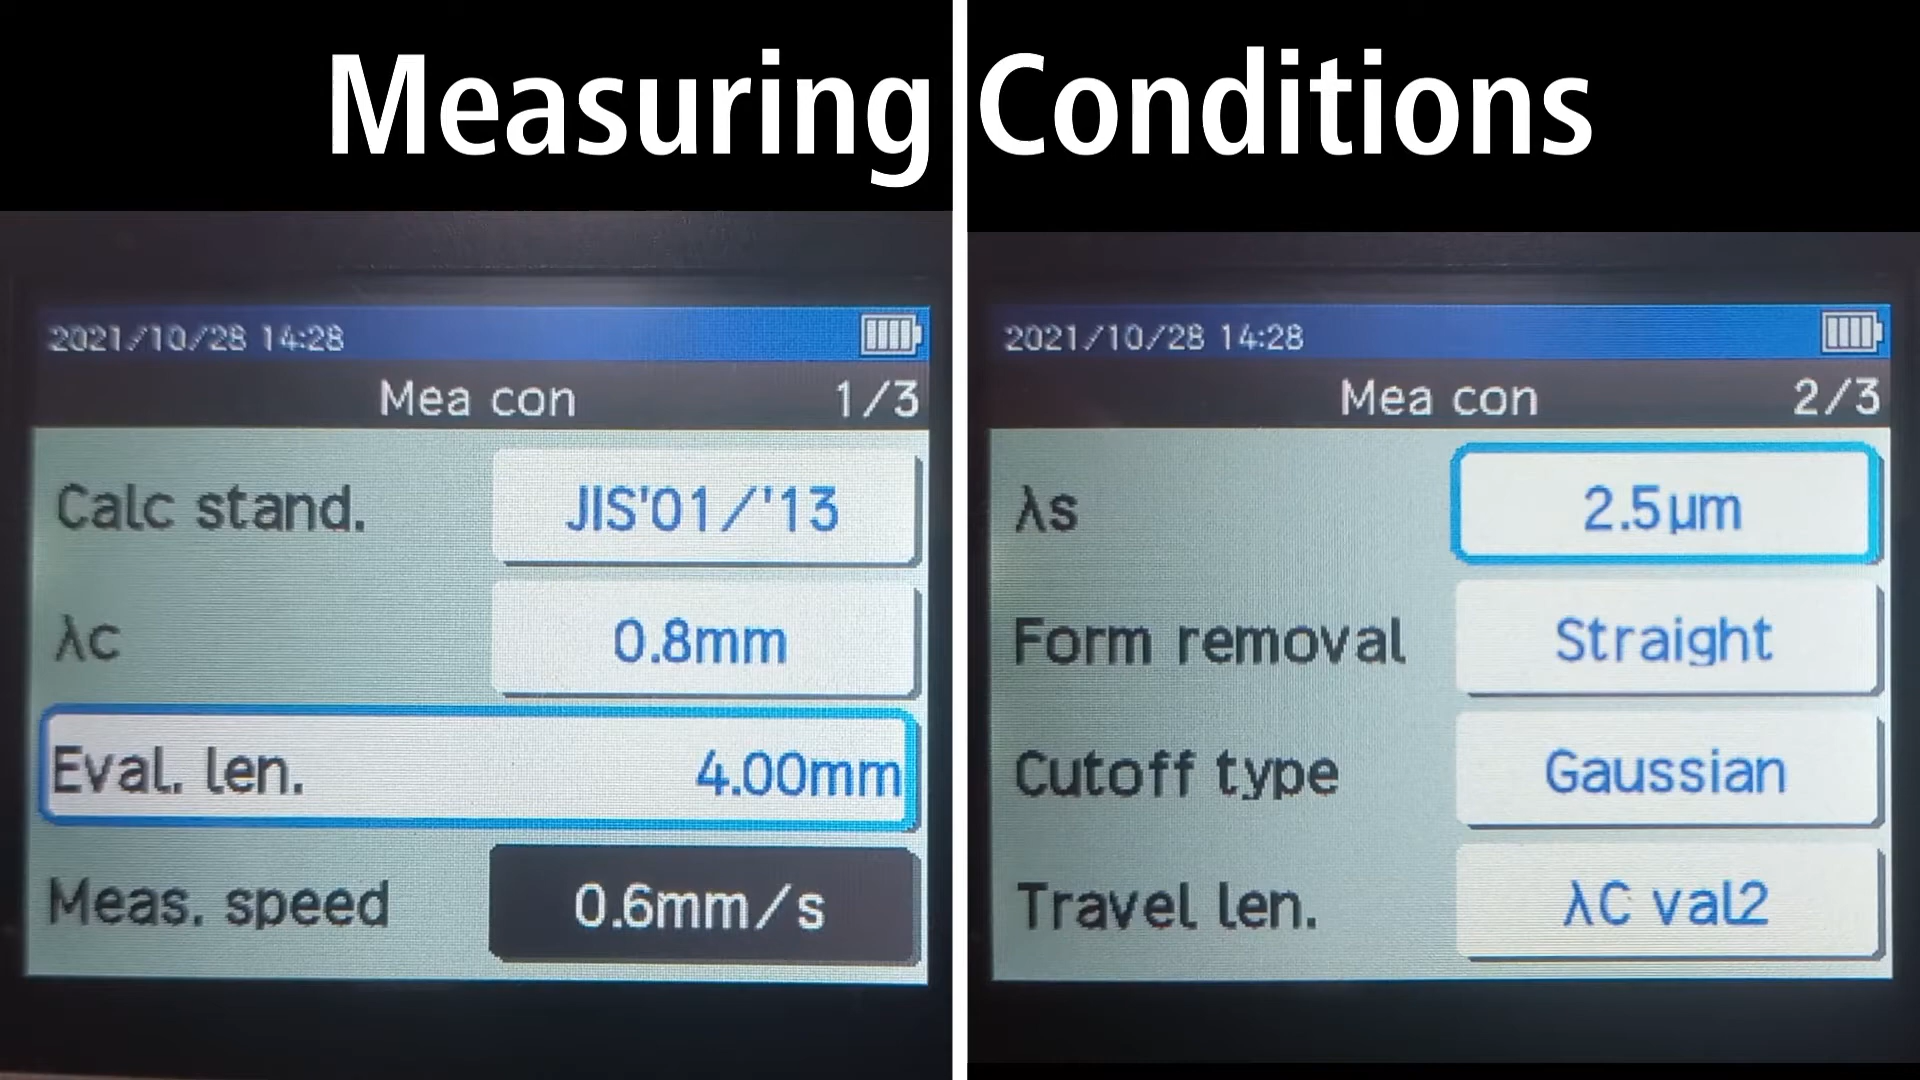 Measuring Conditions
2021/10/28 14:28
Mea con 1/3
Calc stand. JIS'01/'13
λc 0.8mm
Eval. len. 4.00mm
Meas. speed 0.6mm/s
2021/10/28 14:28
Mea con 2/3
λs 2.5μm
Form removal Straight
Cutoff type Gaussian
Travel len. λC val2